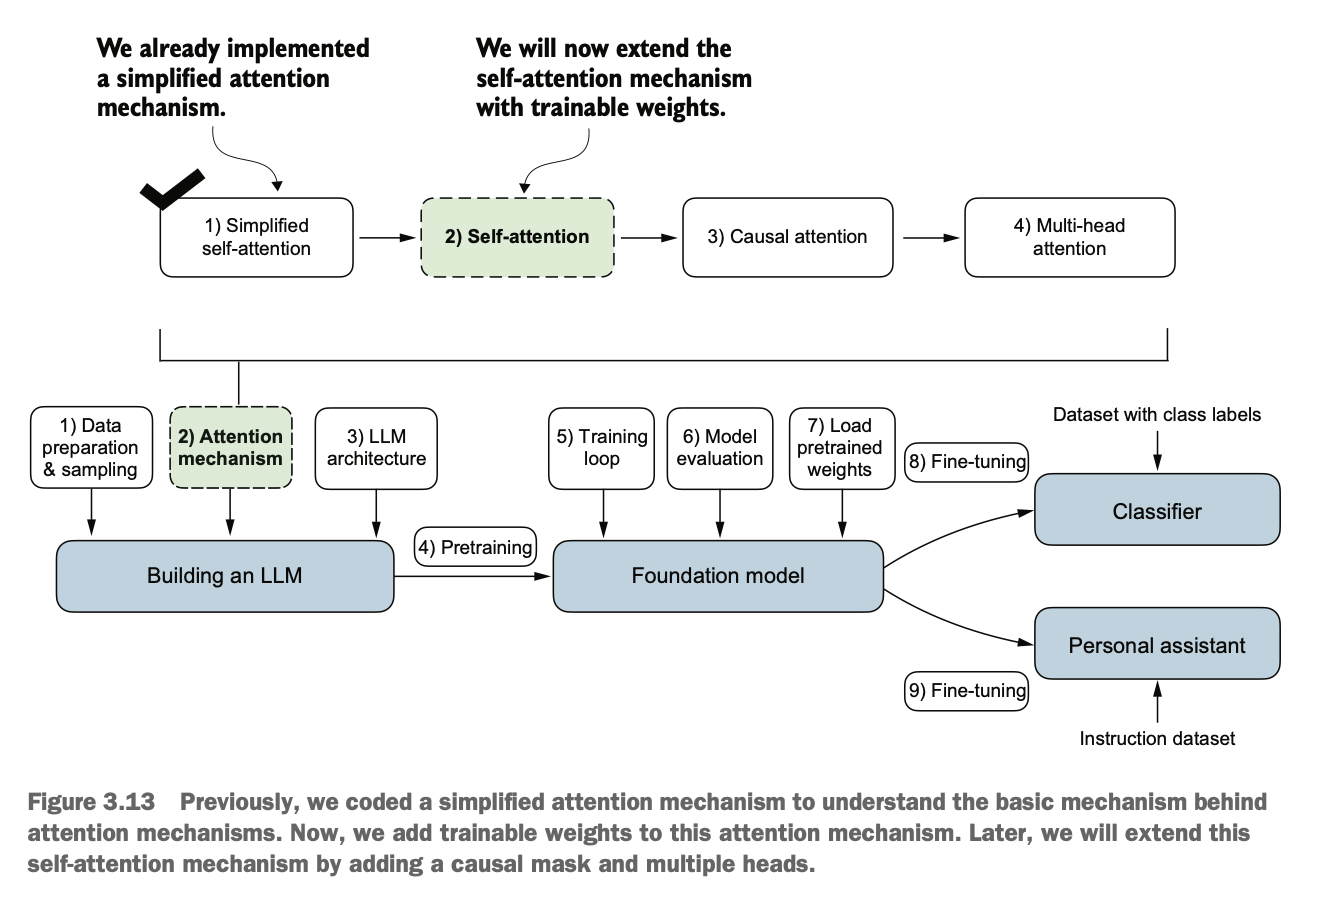 We already implemented
a simplified attention
mechanism.
We will now extend the
self-attention mechanism
with trainable weights.
1) Simplified
self-attention
2) Self-attention
3) Causal attention
4) Multi-head
attention
1) Data
preparation
& sampling
2) Attention
mechanism
3) LLM
architecture
5) Training
loop
6) Model
evaluation
7) Load
pretrained
weights
8) Fine-tuning
Dataset with class labels
Classifier
Building an LLM
4) Pretraining
Foundation model
Personal assistant
9) Fine-tuning
Instruction dataset
Figure 3.13 Previously, we coded a simplified attention mechanism to understand the basic mechanism behind
attention mechanisms. Now, we add trainable weights to this attention mechanism. Later, we will extend this
self-attention mechanism by adding a causal mask and multiple heads.